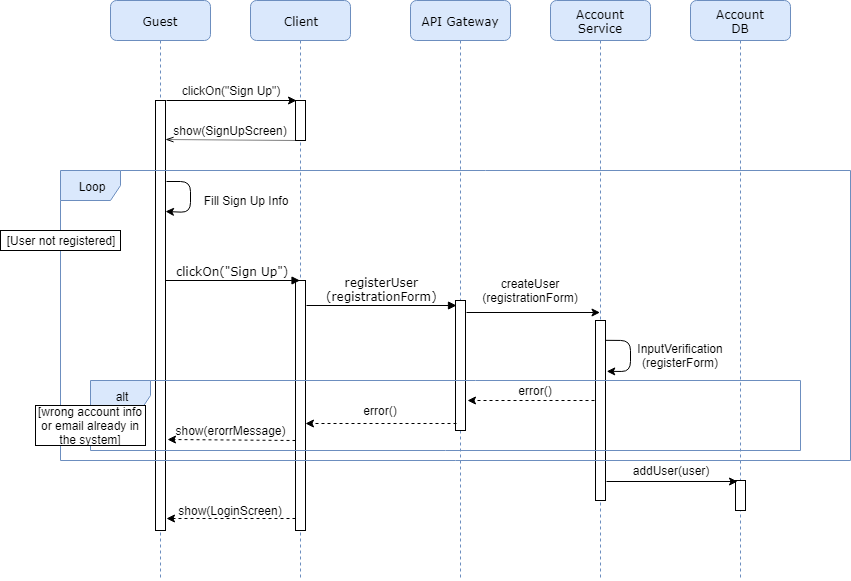 Guest
Client
API Gateway
Account
Service
Account
DB
clickOn("Sign Up")
show(SignUpScreen)
Loop
Fill Sign Up Info
[User not registered]
clickOn("Sign Up")
registerUser
(registrationForm)
createUser
(registrationForm)
InputVerification
(registerForm)
alt
error()
[wrong account info
or email already in
the system]
error()
show(erorrMessage)
addUser(user)
show(LoginScreen)